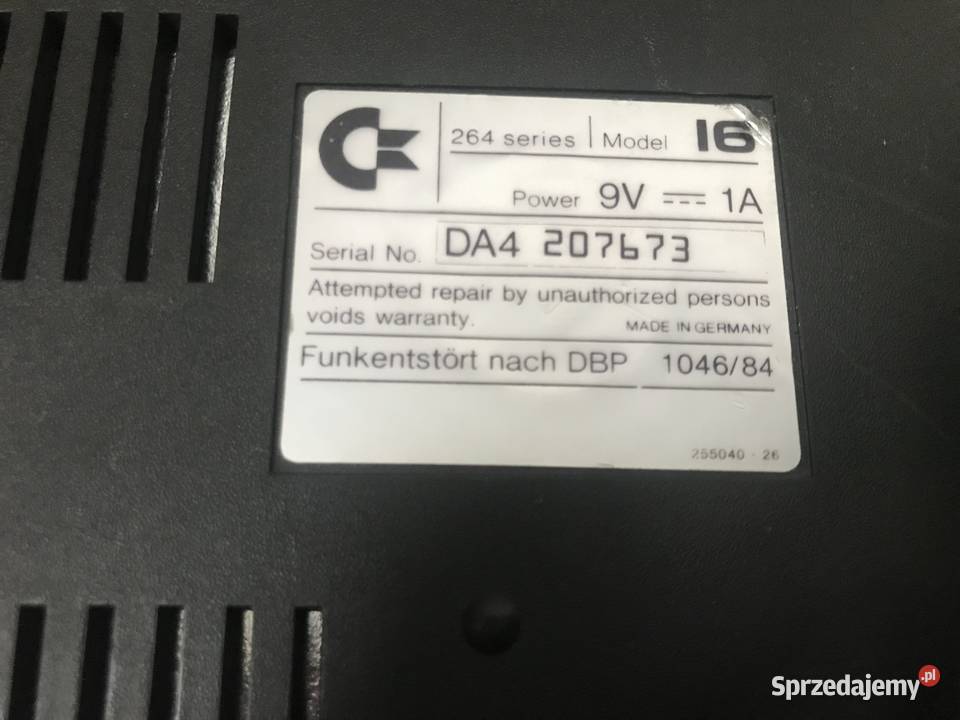 264 series | Model 16
Power 9V ⎓ 1A
Serial No. DA4 207673
Attempted repair by unauthorized persons
voids warranty. MADE IN GERMANY
Funkentstört nach DBP 1046/84
255040 - 26
Sprzedajemy.pl